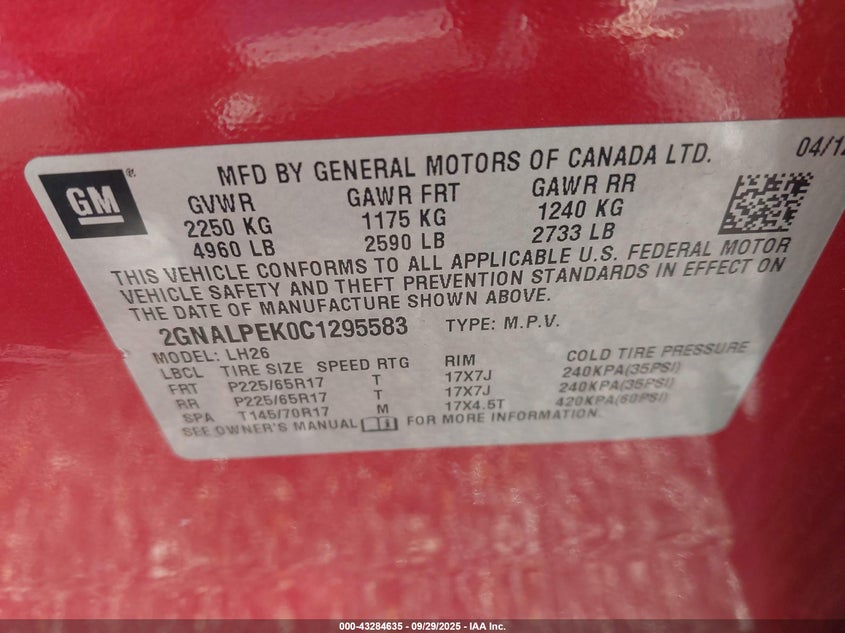 GM
MFD BY GENERAL MOTORS OF CANADA LTD.
04/12
GVWR GAWR FRT GAWR RR
2250 KG 1175 KG 1240 KG
4960 LB 2590 LB 2733 LB
THIS VEHICLE CONFORMS TO ALL APPLICABLE U.S. FEDERAL MOTOR
VEHICLE SAFETY AND THEFT PREVENTION STANDARDS IN EFFECT ON
THE DATE OF MANUFACTURE SHOWN ABOVE.
2GNALPEK0C1295583 TYPE: M.P.V.
MODEL: LH26
LBCL TIRE SIZE SPEED RTG RIM COLD TIRE PRESSURE
FRT P225/65R17 T 17X7J 240KPA(35PSI)
RR P225/65R17 T 17X7J 240KPA(35PSI)
SPA T145/70R17 M 17X4.5T 420KPA(60PSI)
SEE OWNER'S MANUAL FOR MORE INFORMATION.
000-43284635 - 09/29/2025 - IAA Inc.